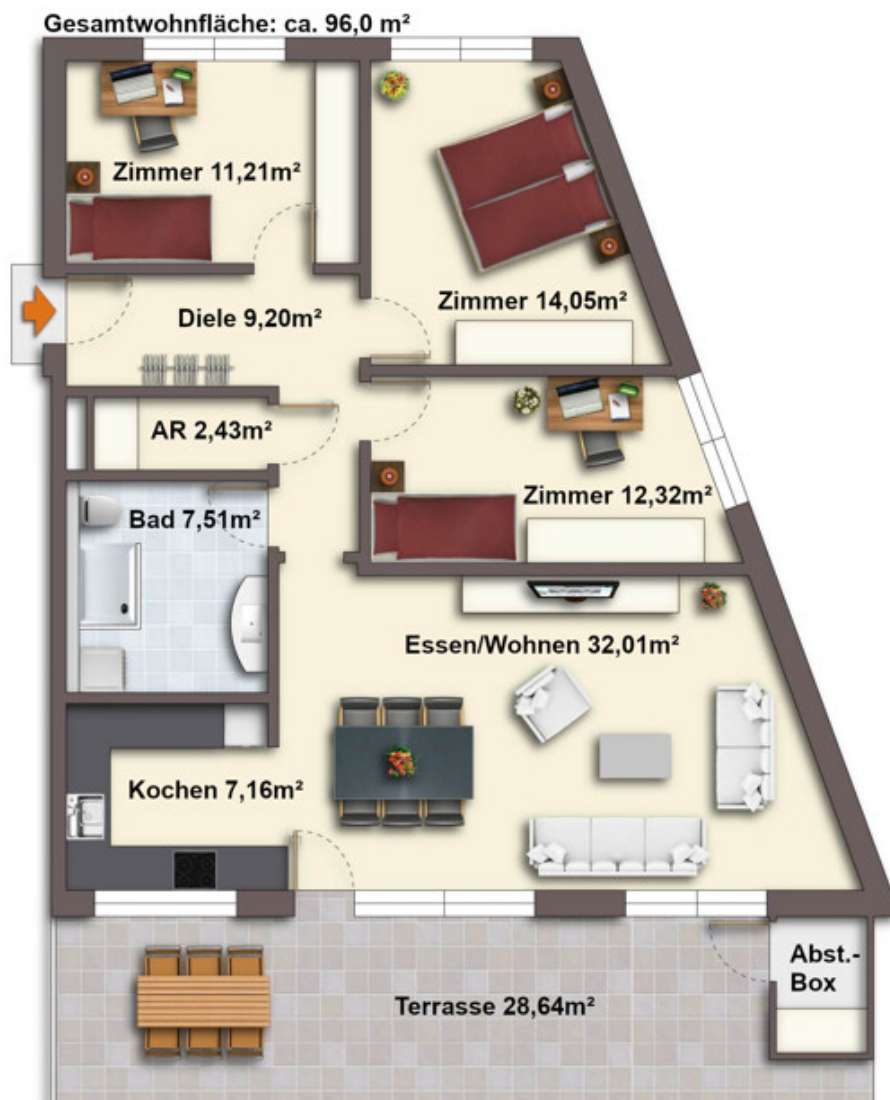 Gesamtwohnfläche: ca. 96,0 m²
Zimmer 11,21m²
Zimmer 14,05m²
Diele 9,20m²
AR 2,43m²
Zimmer 12,32m²
Bad 7,51m²
Essen/Wohnen 32,01m²
Kochen 7,16m²
Abst.-
Box
Terrasse 28,64m²